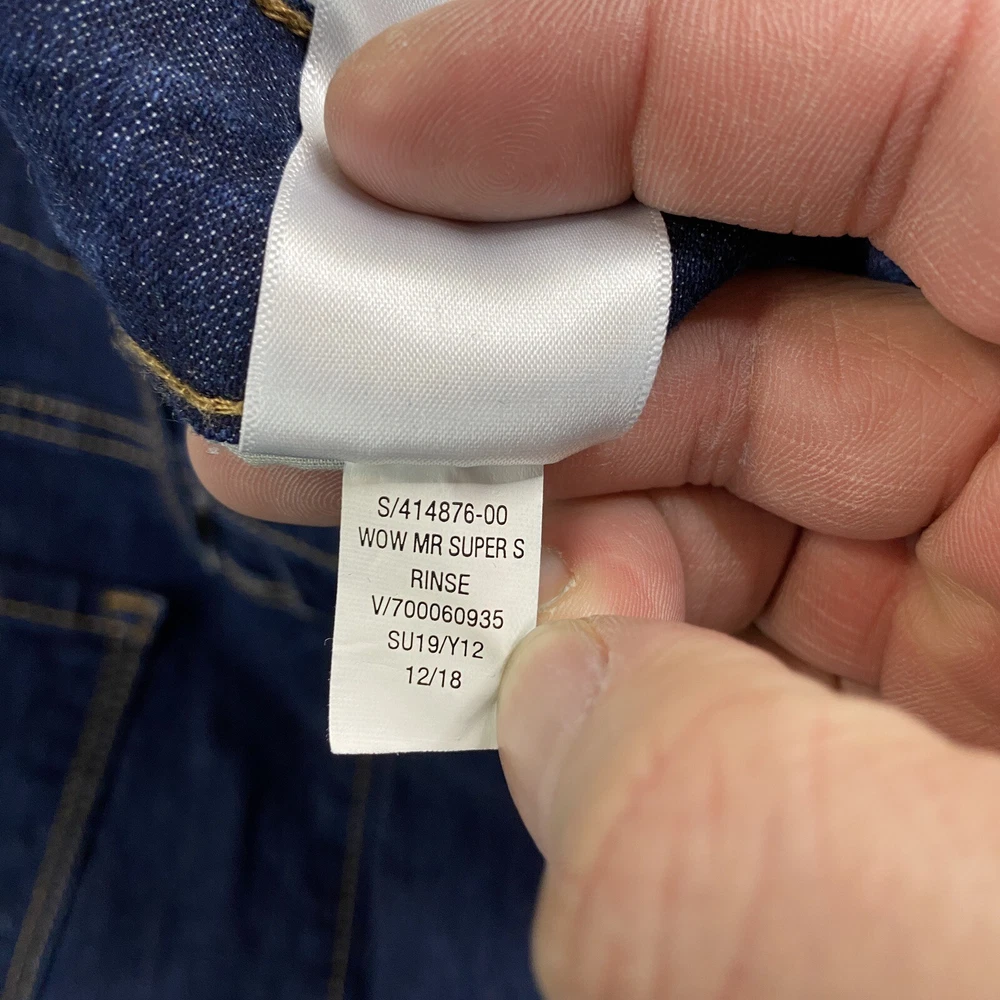 S/414876-00
WOW MR SUPER S
RINSE
V/700060935
SU19/Y12
12/18